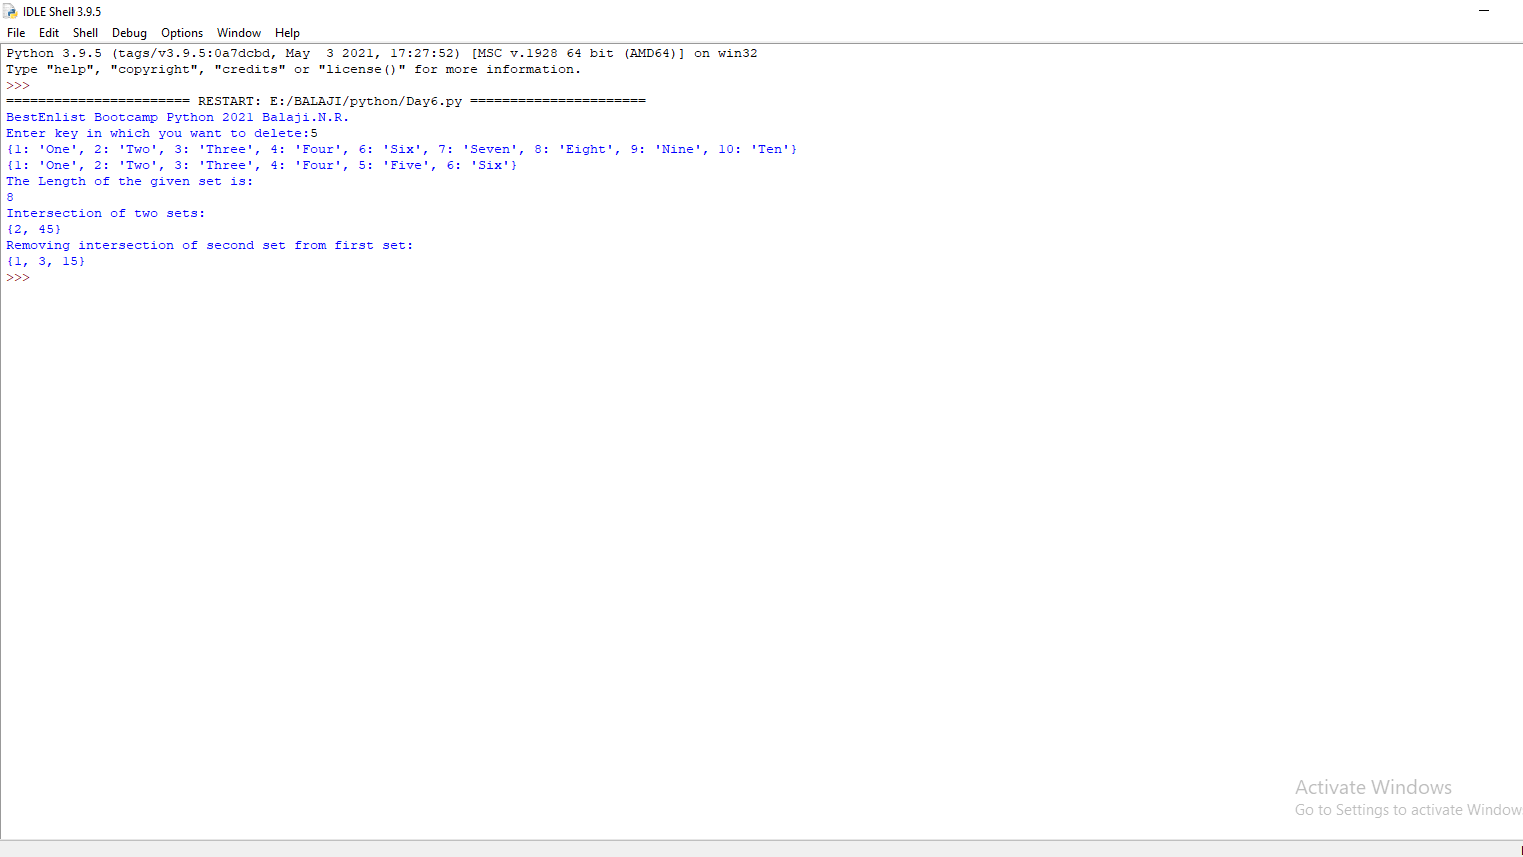 IDLE Shell 3.9.5
File Edit Shell Debug Options Window Help
Python 3.9.5 (tags/v3.9.5:0a7dcbd, May  3 2021, 17:27:52) [MSC v.1928 64 bit (AMD64)] on win32
Type "help", "copyright", "credits" or "license()" for more information.
>>>
======================= RESTART: E:/BALAJI/python/Day6.py ======================
BestEnlist Bootcamp Python 2021 Balaji.N.R.
Enter key in which you want to delete:5
{1: 'One', 2: 'Two', 3: 'Three', 4: 'Four', 6: 'Six', 7: 'Seven', 8: 'Eight', 9: 'Nine', 10: 'Ten'}
{1: 'One', 2: 'Two', 3: 'Three', 4: 'Four', 5: 'Five', 6: 'Six'}
The Length of the given set is:
8
Intersection of two sets:
{2, 45}
Removing intersection of second set from first set:
{1, 3, 15}
>>>
Activate Windows
Go to Settings to activate Window